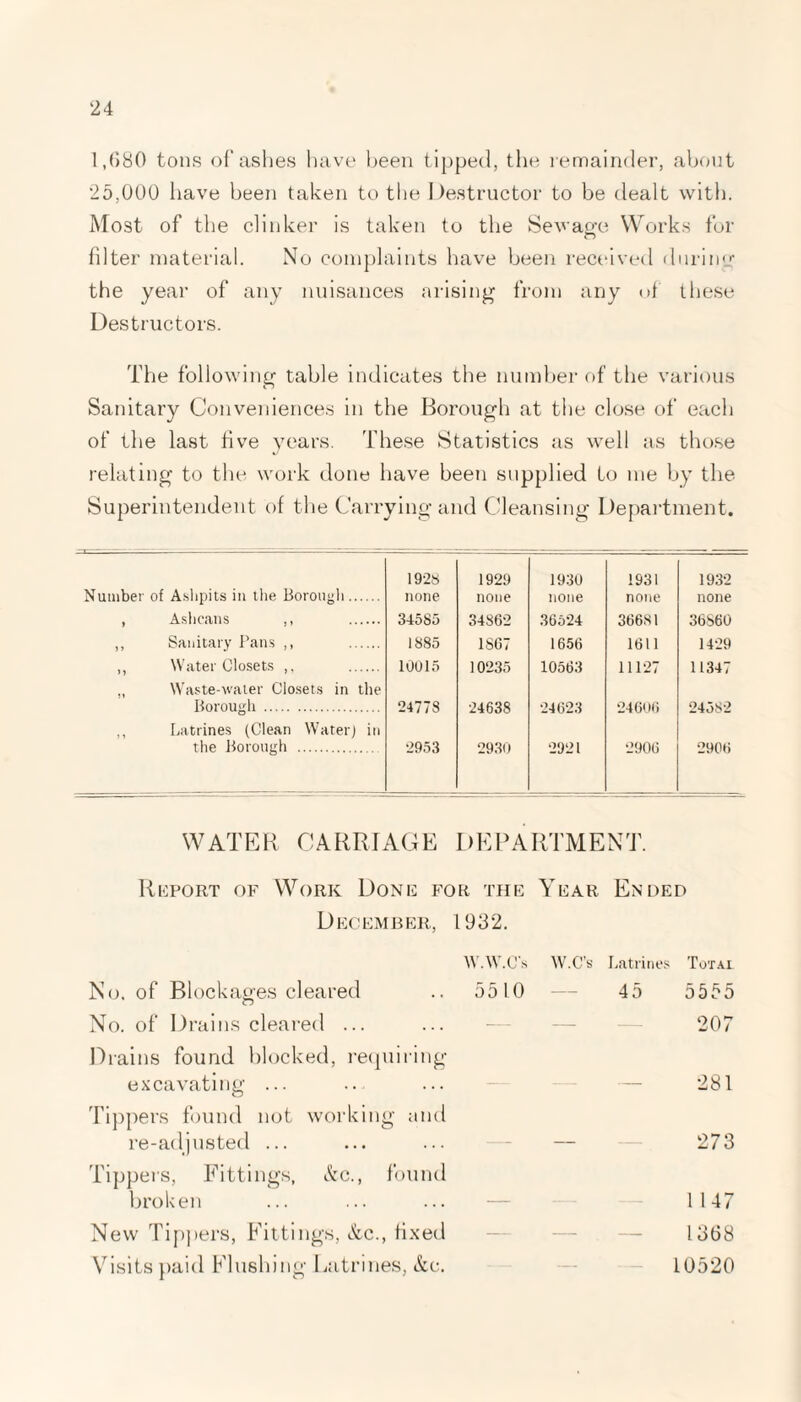 24
1,680 tons of ashes have been tipped, the remainder, about
25,000 have been taken to the Destructor to be dealt with.
Most of the clinker is taken to the Sewage Works for
filter material. No complaints have been received during
the year of any nuisances arising from any of these
Destructors.
The following table indicates the number of the various
Sanitary Conveniences in the Borough at the close of each
of the last five years. These Statistics as well as those
relating to the work done have been supplied to me by the
Superintendent of the Carrying and Cleansing Department.
1928 1929 1930 1931 1932
Number of Ashpits in the Borough ...... none none none none none
, Ashcans ,, ...... 34585 34862 36524 36681 36860
,, Sanitary Pans ,, ...... 1885 1867 1656 1611 1429
,, Water Closets ,, ...... 10015 10235 10563 11127 11347
,, Waste-water Closets in the
Borough ..................... 24778 24638 24623 24606 24582
,, Latrines (Clean Water) in
the Borough ............... 2953 2930 2921 2906 2906
WATER CARRIAGE DEPARTMENT.
Report of Work Done for the Year Ended
December, 1932.
W.W.C's W.C's Latrines Total
No. of Blockages cleared .. 5510 — 45 5555
No. of Drains cleared ... ... — — — 207
Drains found blocked, requiring
excavating ... ... ... — — — 281
Tippers found not working and
re-adjusted ... ... ... — — — 273
Tippers, Fittings, &c., found
broken ... ... ... — — — 1147
New Tippers, Fittings, &c., fixed — — — 1368
Visits paid Flushing Latrines, &c. — — 10520